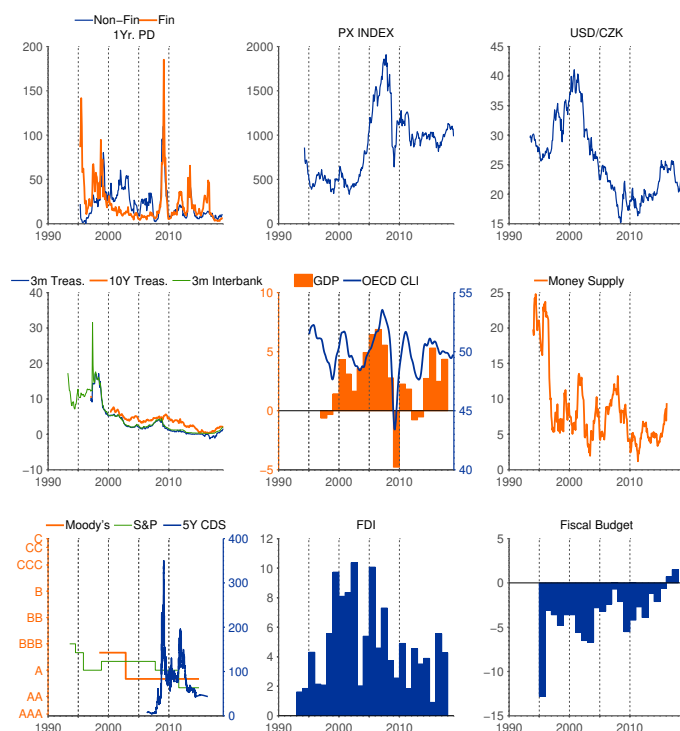 Non−Fin Fin
1Yr. PD
200
150
100
50
0
1990 2000 2010
PX INDEX
2000
1500
1000
500
0
1990 2000 2010
USD/CZK
45
40
35
30
25
20
15
1990 2000 2010
3m Treas. 10Y Treas. 3m Interbank
40
30
20
10
0
−10
1990 2000 2010
GDP OECD CLI
10
5
0
−5
55
50
45
40
1990 2000 2010
Money Supply
25
20
15
10
5
0
1990 2000 2010
Moody's S&P 5Y CDS
C
CC
CCC
B
BB
BBB
A
AA
AAA
400
300
200
100
0
1990 2000 2010
FDI
12
10
8
6
4
2
0
1990 2000 2010
Fiscal Budget
5
0
−5
−10
−15
1990 2000 2010